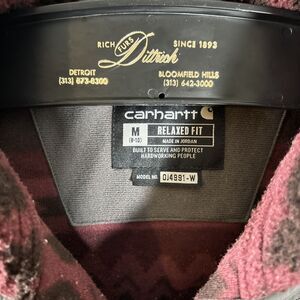 RICH FURS SINCE 1893
Dittrich
DETROIT BLOOMFIELD HILLS
(313) 873-8300 (313) 642-3000
carhartt
M RELAXED FIT
(8-10) MADE IN JORDAN
BUILT TO SERVE AND PROTECT
HARDWORKING PEOPLE
MODEL NO. OJ4991-W